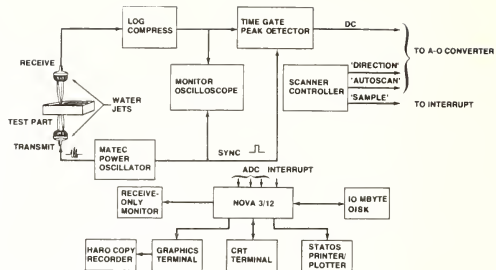 LOG
COMPRESS
TIME GATE
PEAK DETECTOR
DC
TO A-O CONVERTER
RECEIVE
'DIRECTION'
MONITOR
OSCILLOSCOPE
SCANNER
CONTROLLER
'AUTOSCAN'
WATER
JETS
'SAMPLE'
TO INTERRUPT
TEST PART
TRANSMIT
MATEC
POWER
OSCILLATOR
SYNC
ADC INTERRUPT
RECEIVE-
ONLY
MONITOR
NOVA 3/12
IO MBYTE
OISK
HARO COPY
RECORDER
GRAPHICS
TERMINAL
CRT
TERMINAL
STATOS
PRINTER/
PLOTTER